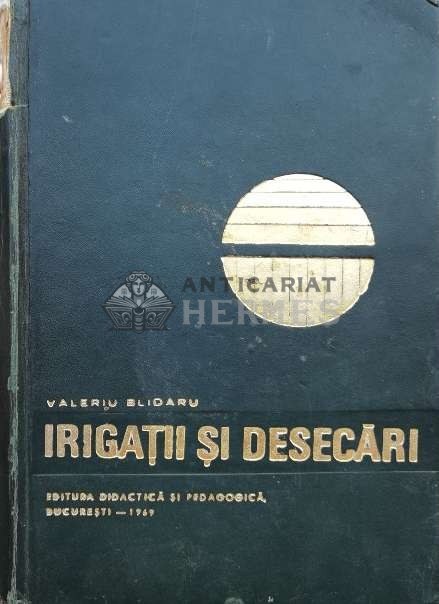 ANTICARIAT
HERMES
VALERIU BLIDARU
IRIGAȚII ȘI DESECĂRI
EDITURA DIDACTICĂ ȘI PEDAGOGICĂ,
BUCUREȘTI — 1969